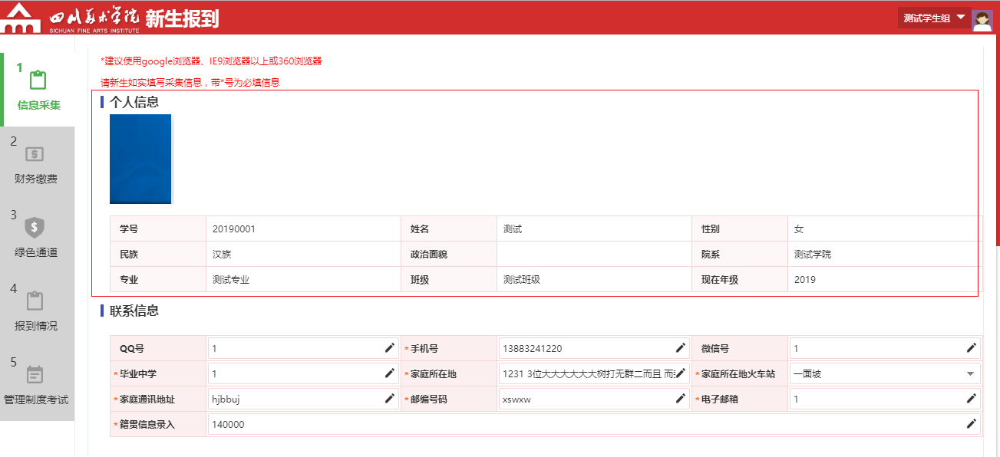 四川美术学院 新生报到
SICHUAN FINE ARTS INSTITUTE
测试学生组
*建议使用google浏览器、IE9浏览器以上或360浏览器
请新生如实填写采集信息，带*号为必填信息
1
信息采集
2
财务缴费
3
绿色通道
4
报到情况
5
管理制度考试
个人信息
学号 20190001 姓名 测试 性别 女
民族 汉族 政治面貌 院系 测试学院
专业 测试专业 班级 测试班级 现在年级 2019
联系信息
QQ号 1 *手机号 13883241220 微信号 1
*毕业中学 1 *家庭所在地 1231 3位大大大大大大树打无群二而且 而 *家庭所在地火车站 一面坡
*家庭通讯地址 hjbbuj *邮编号码 xswxw *电子邮箱 1
*籍贯信息录入 140000